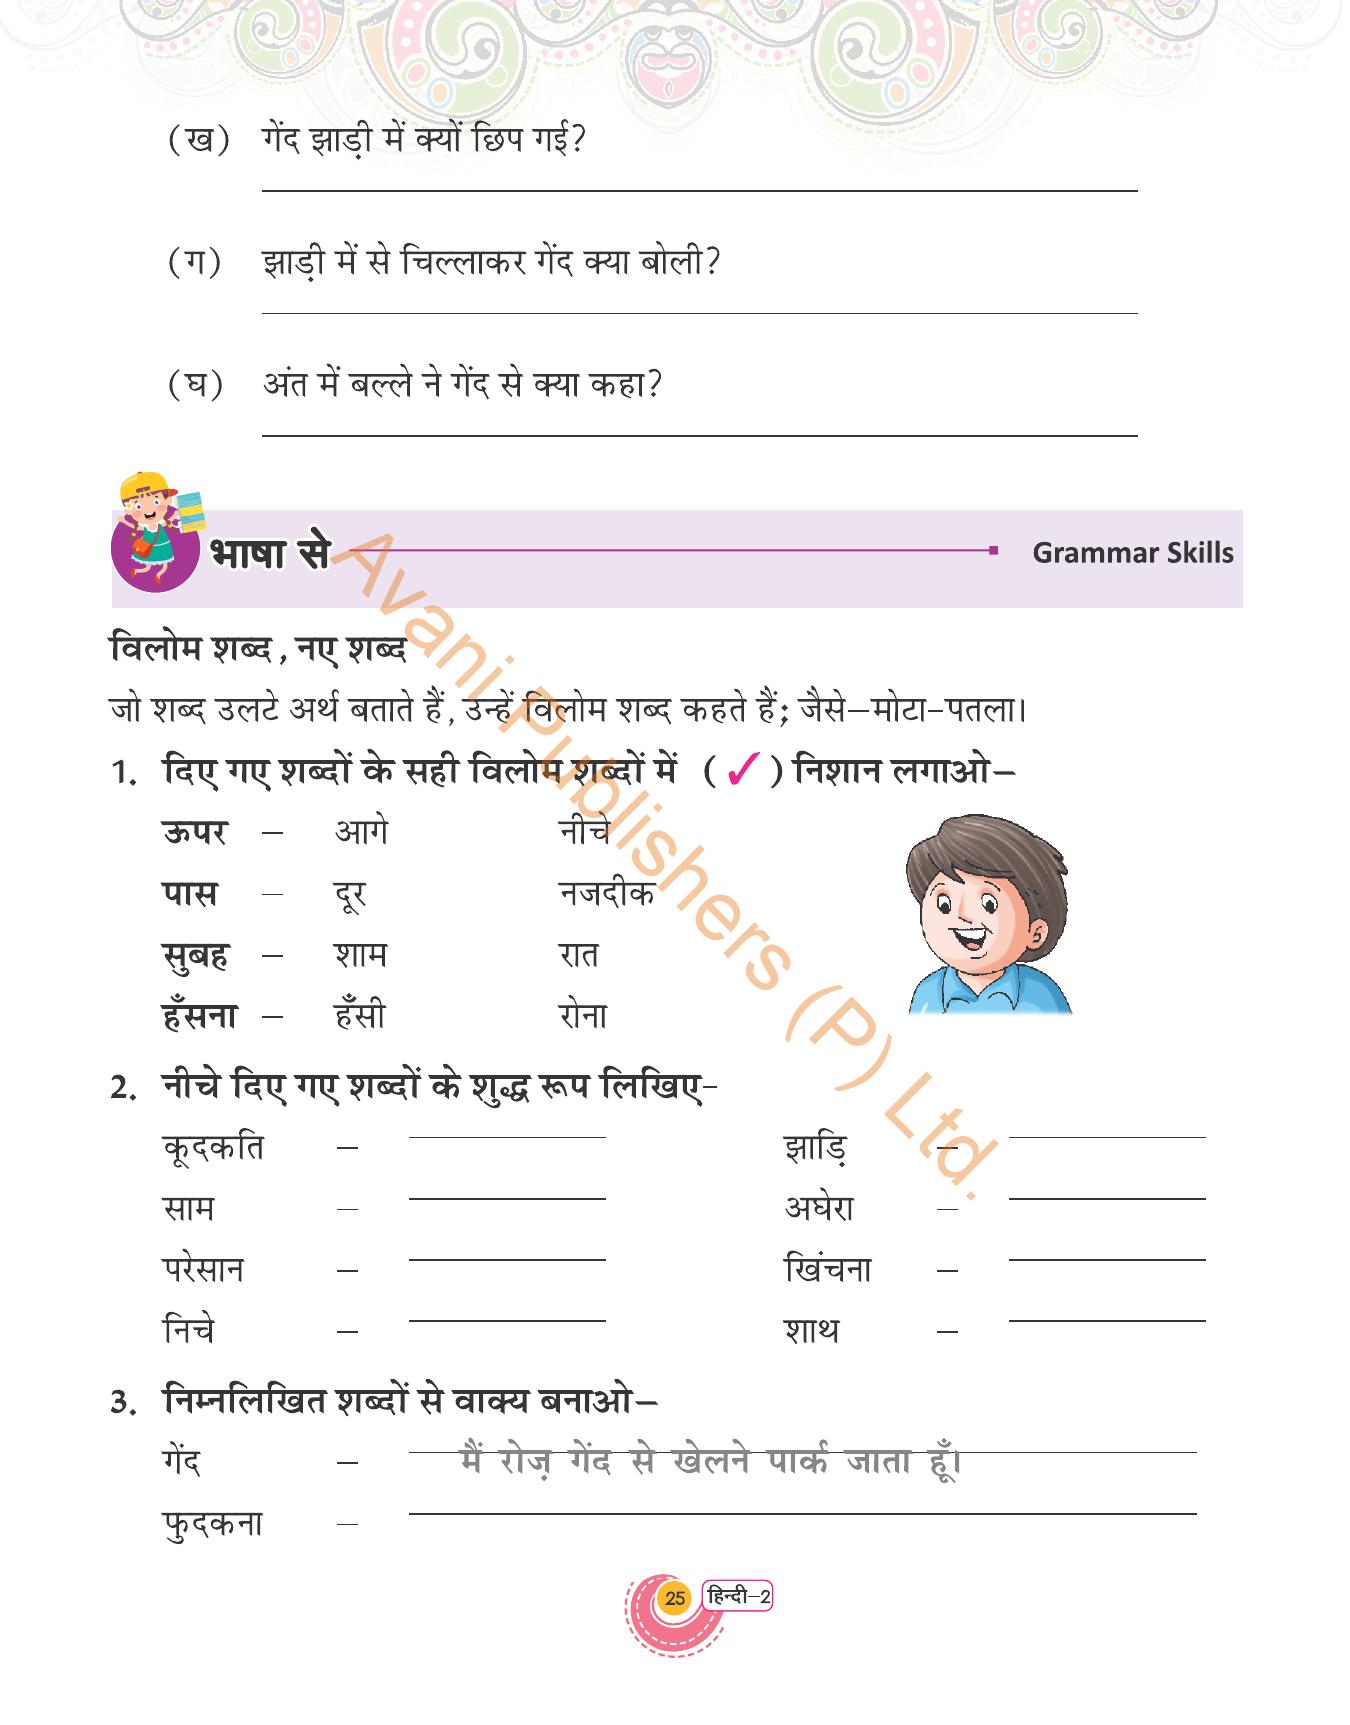 (ख) गेंद झाड़ी में क्यों छिप गई?
(ग) झाड़ी में से चिल्लाकर गेंद क्या बोली?
(घ) अंत में बल्ले ने गेंद से क्या कहा?
भाषा से Grammar Skills
विलोम शब्द, नए शब्द
जो शब्द उलटे अर्थ बताते हैं, उन्हें विलोम शब्द कहते हैं; जैसे–मोटा-पतला।
1. दिए गए शब्दों के सही विलोम शब्दों में (✓) निशान लगाओ–
ऊपर – आगे नीचे
पास – दूर नजदीक
सुबह – शाम रात
हँसना – हँसी रोना
2. नीचे दिए गए शब्दों के शुद्ध रूप लिखिए-
कूदकति – झाड़ि –
साम – अघेरा –
परेसान – खिंचना –
निचे – शाथ –
3. निम्नलिखित शब्दों से वाक्य बनाओ–
गेंद – मैं रोज़ गेंद से खेलने पार्क जाता हूँ।
फुदकना –
25 हिन्दी–2
Avani Publishers (P) Ltd.